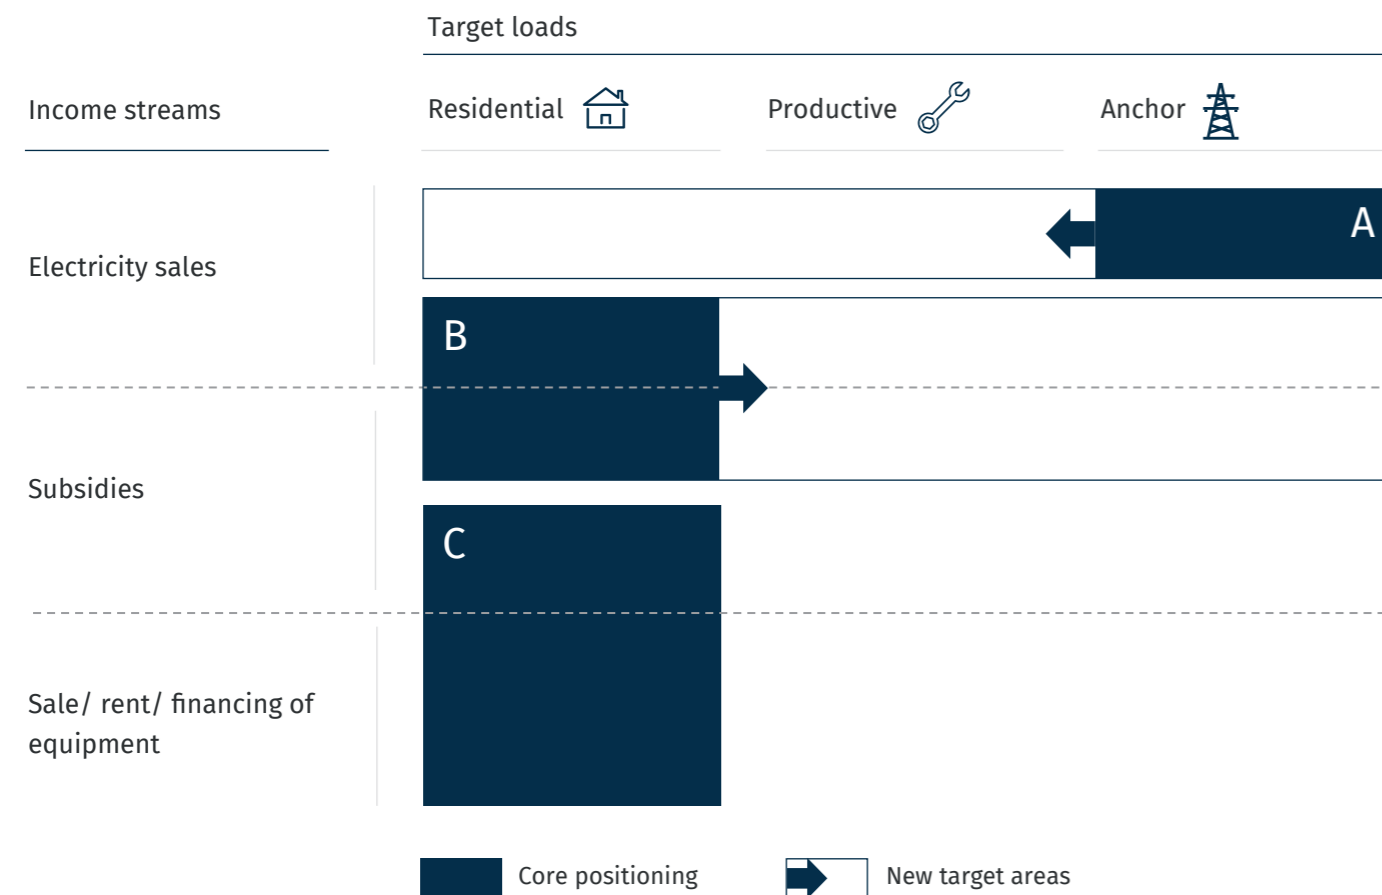 Target loads
Income streams
Residential
Productive
Anchor
A
Electricity sales
B
Subsidies
C
Sale/ rent/ financing of
equipment
Core positioning
New target areas